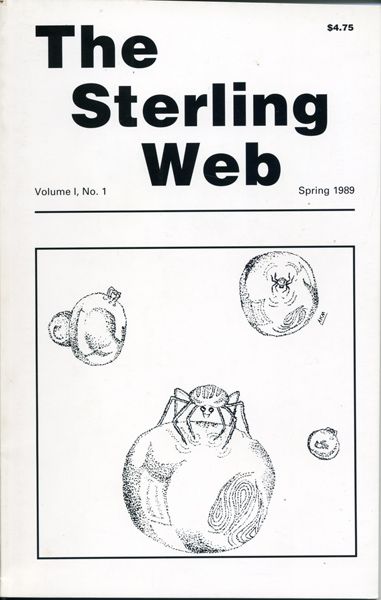 $4.75
The
Sterling
Web
Volume I, No. 1
Spring 1989